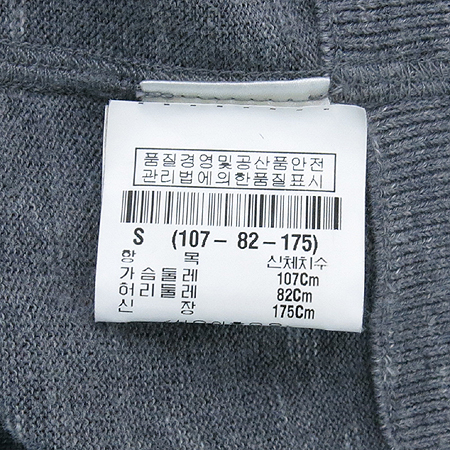 품질경영및공산품안전
관리법에의한품질표시
S (107-82-175)
항 목 신체치수
가슴둘레 107Cm
허리둘레 82Cm
신 장 175Cm